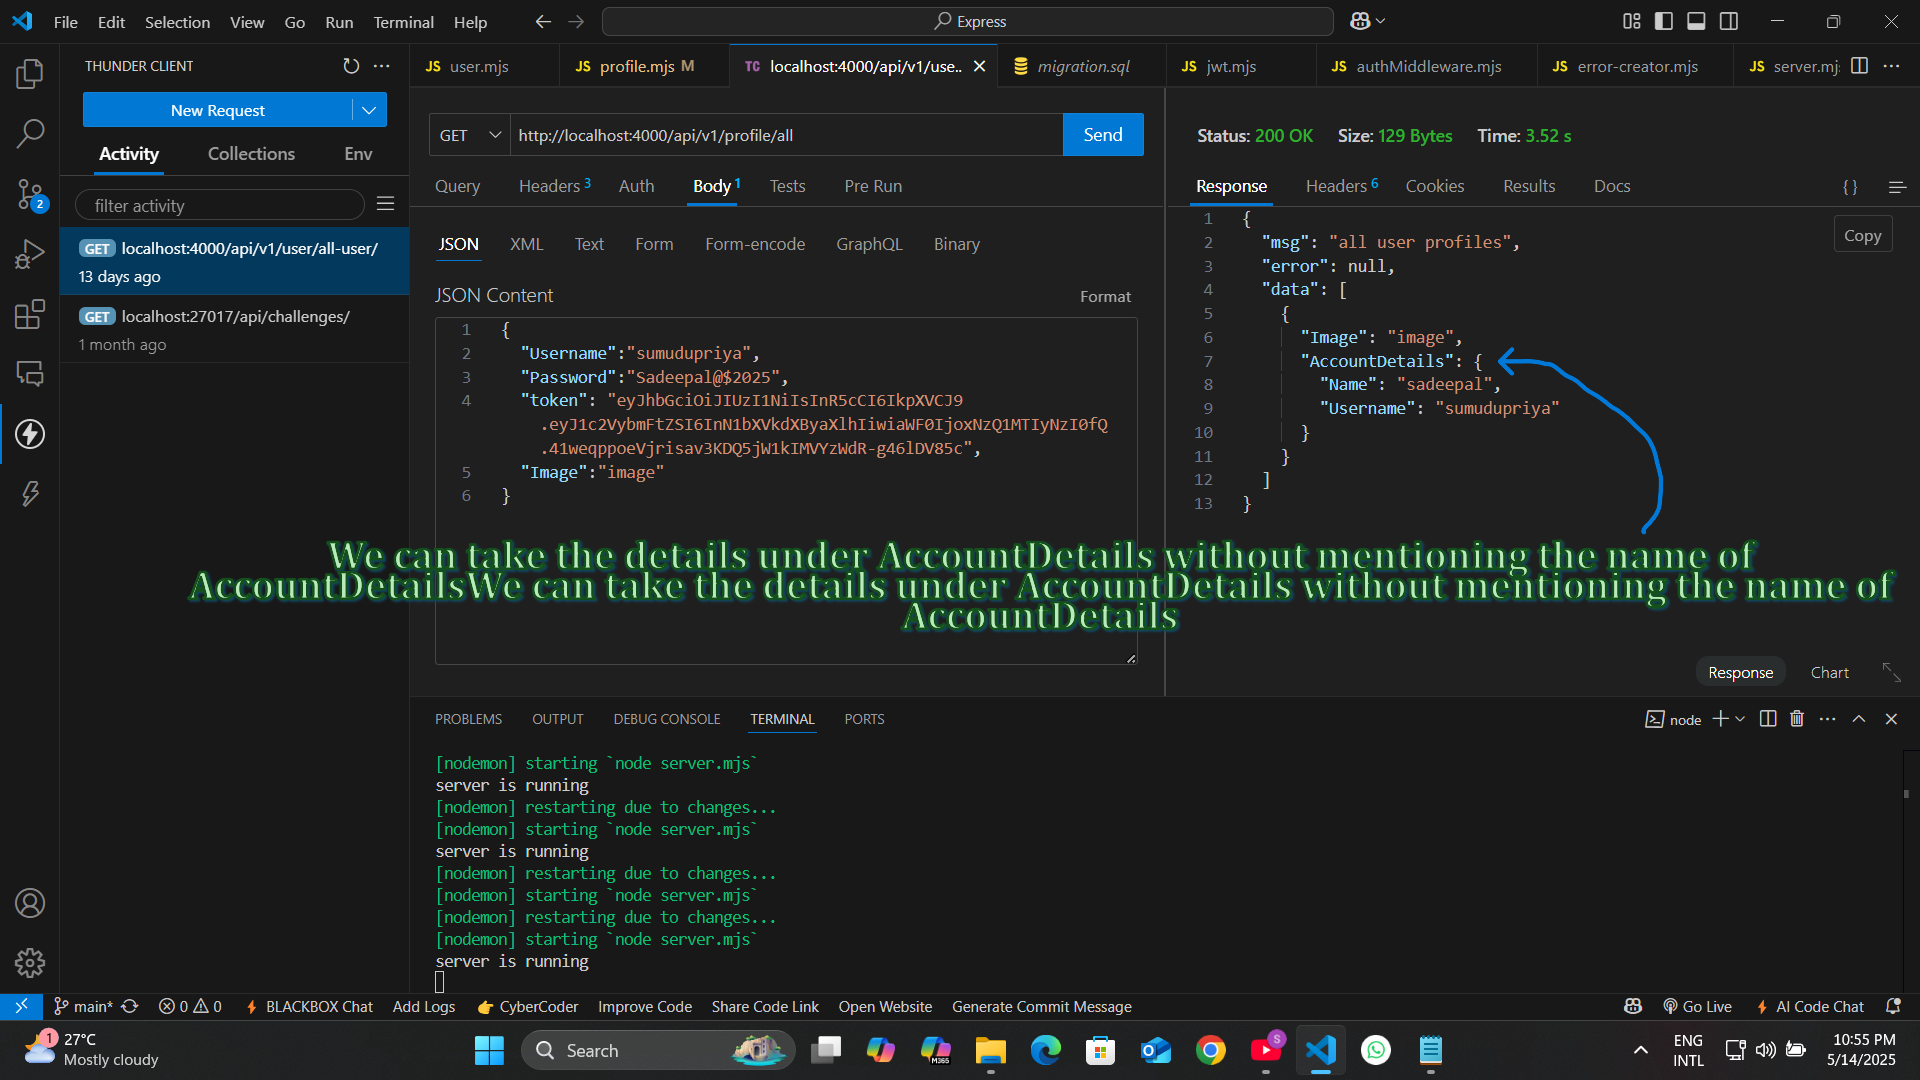 File Edit Selection View Go Run Terminal Help
Express
THUNDER CLIENT
New Request
Activity Collections Env
filter activity
GET localhost:4000/api/v1/user/all-user/
13 days ago
GET localhost:27017/api/challenges/
1 month ago
2
JS user.mjs
JS profile.mjs M
TC localhost:4000/api/v1/use..
migration.sql
JS jwt.mjs
JS authMiddleware.mjs
JS error-creator.mjs
JS server.mj
GET http://localhost:4000/api/v1/profile/all Send
Query Headers 3 Auth Body 1 Tests Pre Run
JSON XML Text Form Form-encode GraphQL Binary
JSON Content Format
1 {
2 "Username":"sumudupriya",
3 "Password":"Sadeepal@$2025",
4 "token": "eyJhbGciOiJIUzI1NiIsInR5cCI6IkpXVCJ9
.eyJ1c2VybmFtZSI6InN1bXVkdXByaXlhIiwiaWF0IjoxNzQ1MTIyNzI0fQ
.41weqppoeVjrisav3KDQ5jW1kIMVYzWdR-g46lDV85c",
5 "Image":"image"
6 }
Status: 200 OK Size: 129 Bytes Time: 3.52 s
Response Headers 6 Cookies Results Docs { }
Copy
1 {
2 "msg": "all user profiles",
3 "error": null,
4 "data": [
5 {
6 "Image": "image",
7 "AccountDetails": {
8 "Name": "sadeepal",
9 "Username": "sumudupriya"
10 }
11 }
12 ]
13 }
We can take the details under AccountDetails without mentioning the name of
AccountDetailsWe can take the details under AccountDetails without mentioning the name of
AccountDetails
Response Chart
PROBLEMS OUTPUT DEBUG CONSOLE TERMINAL PORTS
node
[nodemon] starting `node server.mjs`
server is running
[nodemon] restarting due to changes...
[nodemon] starting `node server.mjs`
server is running
[nodemon] restarting due to changes...
[nodemon] starting `node server.mjs`
[nodemon] restarting due to changes...
[nodemon] starting `node server.mjs`
server is running
main* 0 0 BLACKBOX Chat Add Logs CyberCoder Improve Code Share Code Link Open Website Generate Commit Message Go Live AI Code Chat
1
27°C
Mostly cloudy
Search
M365
S
ENG
INTL
10:55 PM
5/14/2025